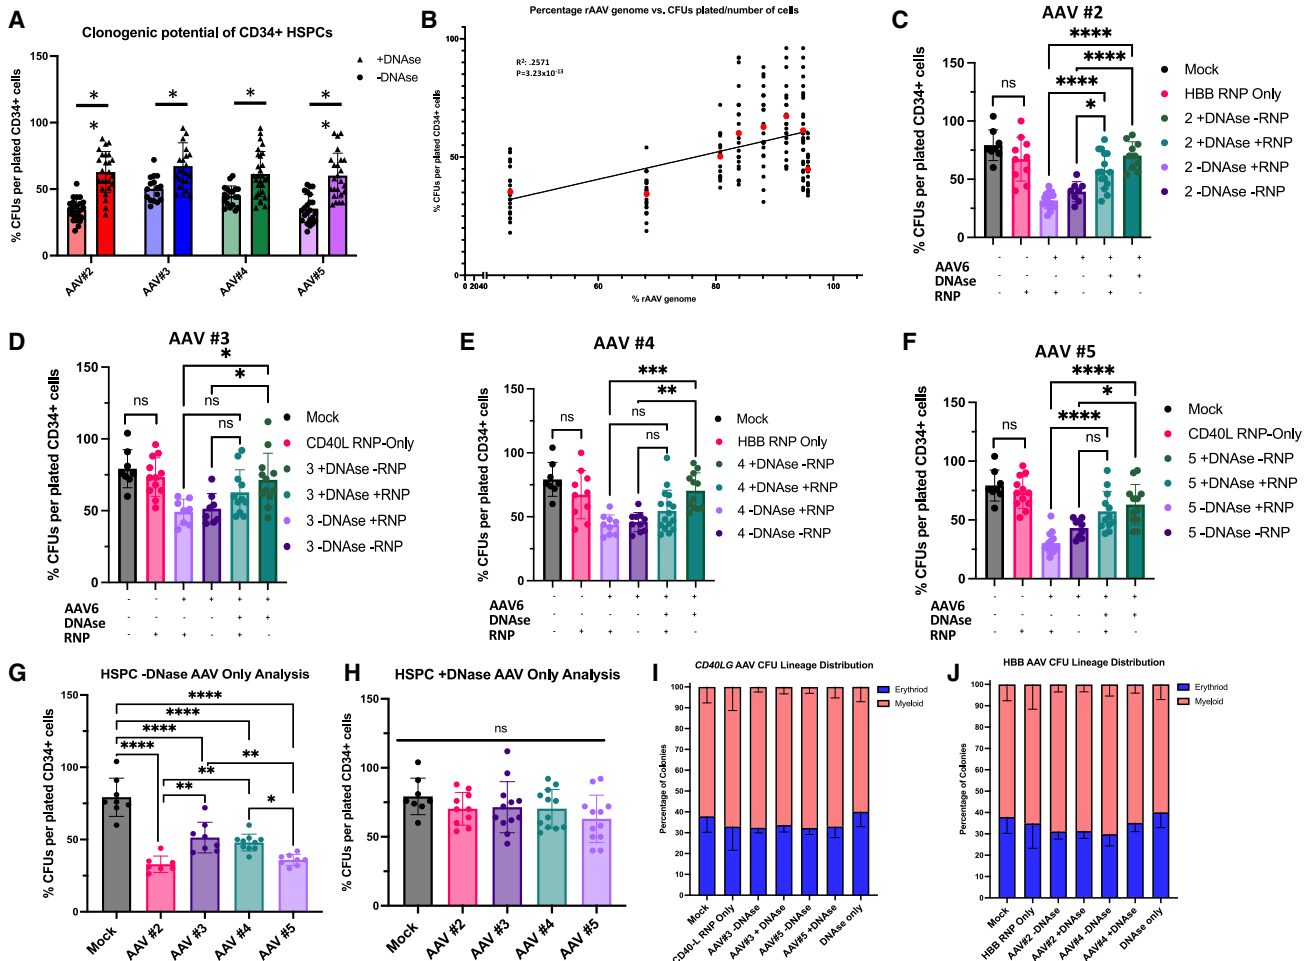 A
Clonogenic potential of CD34+ HSPCs
+DNAse
-DNAse
% CFUs per plated CD34+ cells
150
100
50
0
* * * *
* *
AAV#2 AAV#3 AAV#4 AAV#5
B
Percentage rAAV genome vs. CFUs plated/number of cells
R²: .2571
P=3.23x10⁻¹³
% CFUs per plated CD34+ cells
100
50
0
0 20 40 60 80 100
% rAAV genome
C
AAV #2
% CFUs per plated CD34+ cells
150
100
50
0
ns
****
****
****
*
Mock
HBB RNP Only
2 +DNAse -RNP
2 +DNAse +RNP
2 -DNAse +RNP
2 -DNAse -RNP
AAV6 - - + + + +
DNAse - - - - + +
RNP - + + - + -
D
AAV #3
% CFUs per plated CD34+ cells
150
100
50
0
ns
*
*
ns
ns
Mock
CD40L RNP-Only
3 +DNAse -RNP
3 +DNAse +RNP
3 -DNAse +RNP
3 -DNAse -RNP
AAV6 - - + + + +
DNAse - - - - + +
RNP - + + - + -
E
AAV #4
% CFUs per plated CD34+ cells
150
100
50
0
ns
***
**
ns
ns
Mock
HBB RNP Only
4 +DNAse -RNP
4 +DNAse +RNP
4 -DNAse +RNP
4 -DNAse -RNP
AAV6 - - + + + +
DNAse - - - - + +
RNP - + + - + -
F
AAV #5
% CFUs per plated CD34+ cells
150
100
50
0
ns
****
*
****
ns
Mock
CD40L RNP-Only
5 +DNAse -RNP
5 +DNAse +RNP
5 -DNAse +RNP
5 -DNAse -RNP
AAV6 - - + + + +
DNAse - - - - + +
RNP - + + - + -
G
HSPC -DNase AAV Only Analysis
% CFUs per plated CD34+ cells
150
100
50
0
****
****
****
****
**
**
**
*
Mock AAV #2 AAV #3 AAV #4 AAV #5
H
HSPC +DNase AAV Only Analysis
% CFUs per plated CD34+ cells
150
100
50
0
ns
Mock AAV #2 AAV #3 AAV #4 AAV #5
I
CD40LG AAV CFU Lineage Distribution
Erythriod
Myeloid
Percentage of Colonies
100
90
80
70
60
50
40
30
20
10
0
Mock CD40-L RNP Only AAV#3 -DNAse AAV#3 + DNAse AAV#5 -DNAse AAV#5 +DNAse DNAse only
J
HBB AAV CFU Lineage Distribution
Erythriod
Myeloid
Percentage of Colonies
100
90
80
70
60
50
40
30
20
10
0
Mock HBB RNP Only AAV#2 -DNAse AAV#2 +DNAse AAV#4 -DNAse AAV#4 +DNAse DNAse only